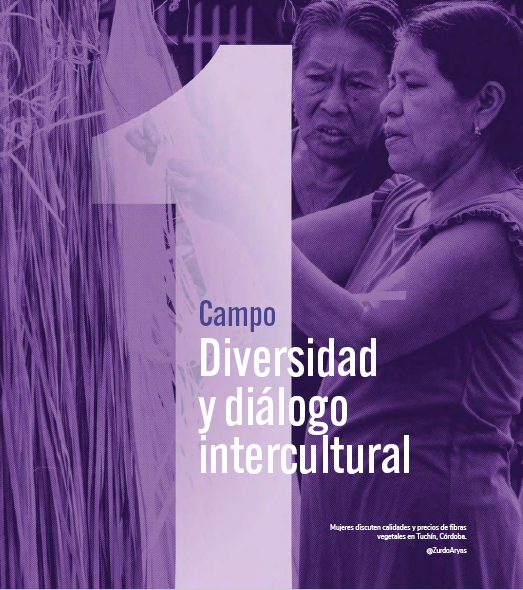 1
Campo
Diversidad
y diálogo
intercultural
Mujeres discuten calidades y precios de fibras
vegetales en Tuchín, Córdoba.
@ZurdoAryas